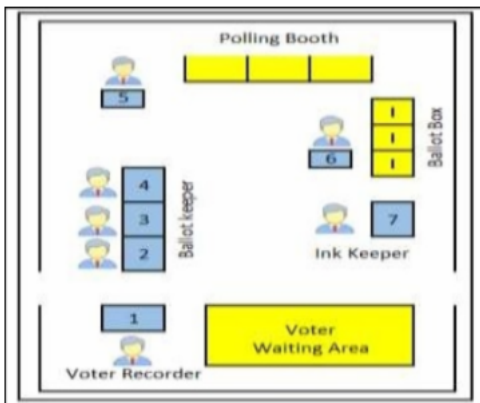 Polling Booth
5
I
I
I
Ballot Box
6
4
3
2
Ballot keeper
7
Ink Keeper
1
Voter Recorder
Voter
Waiting Area